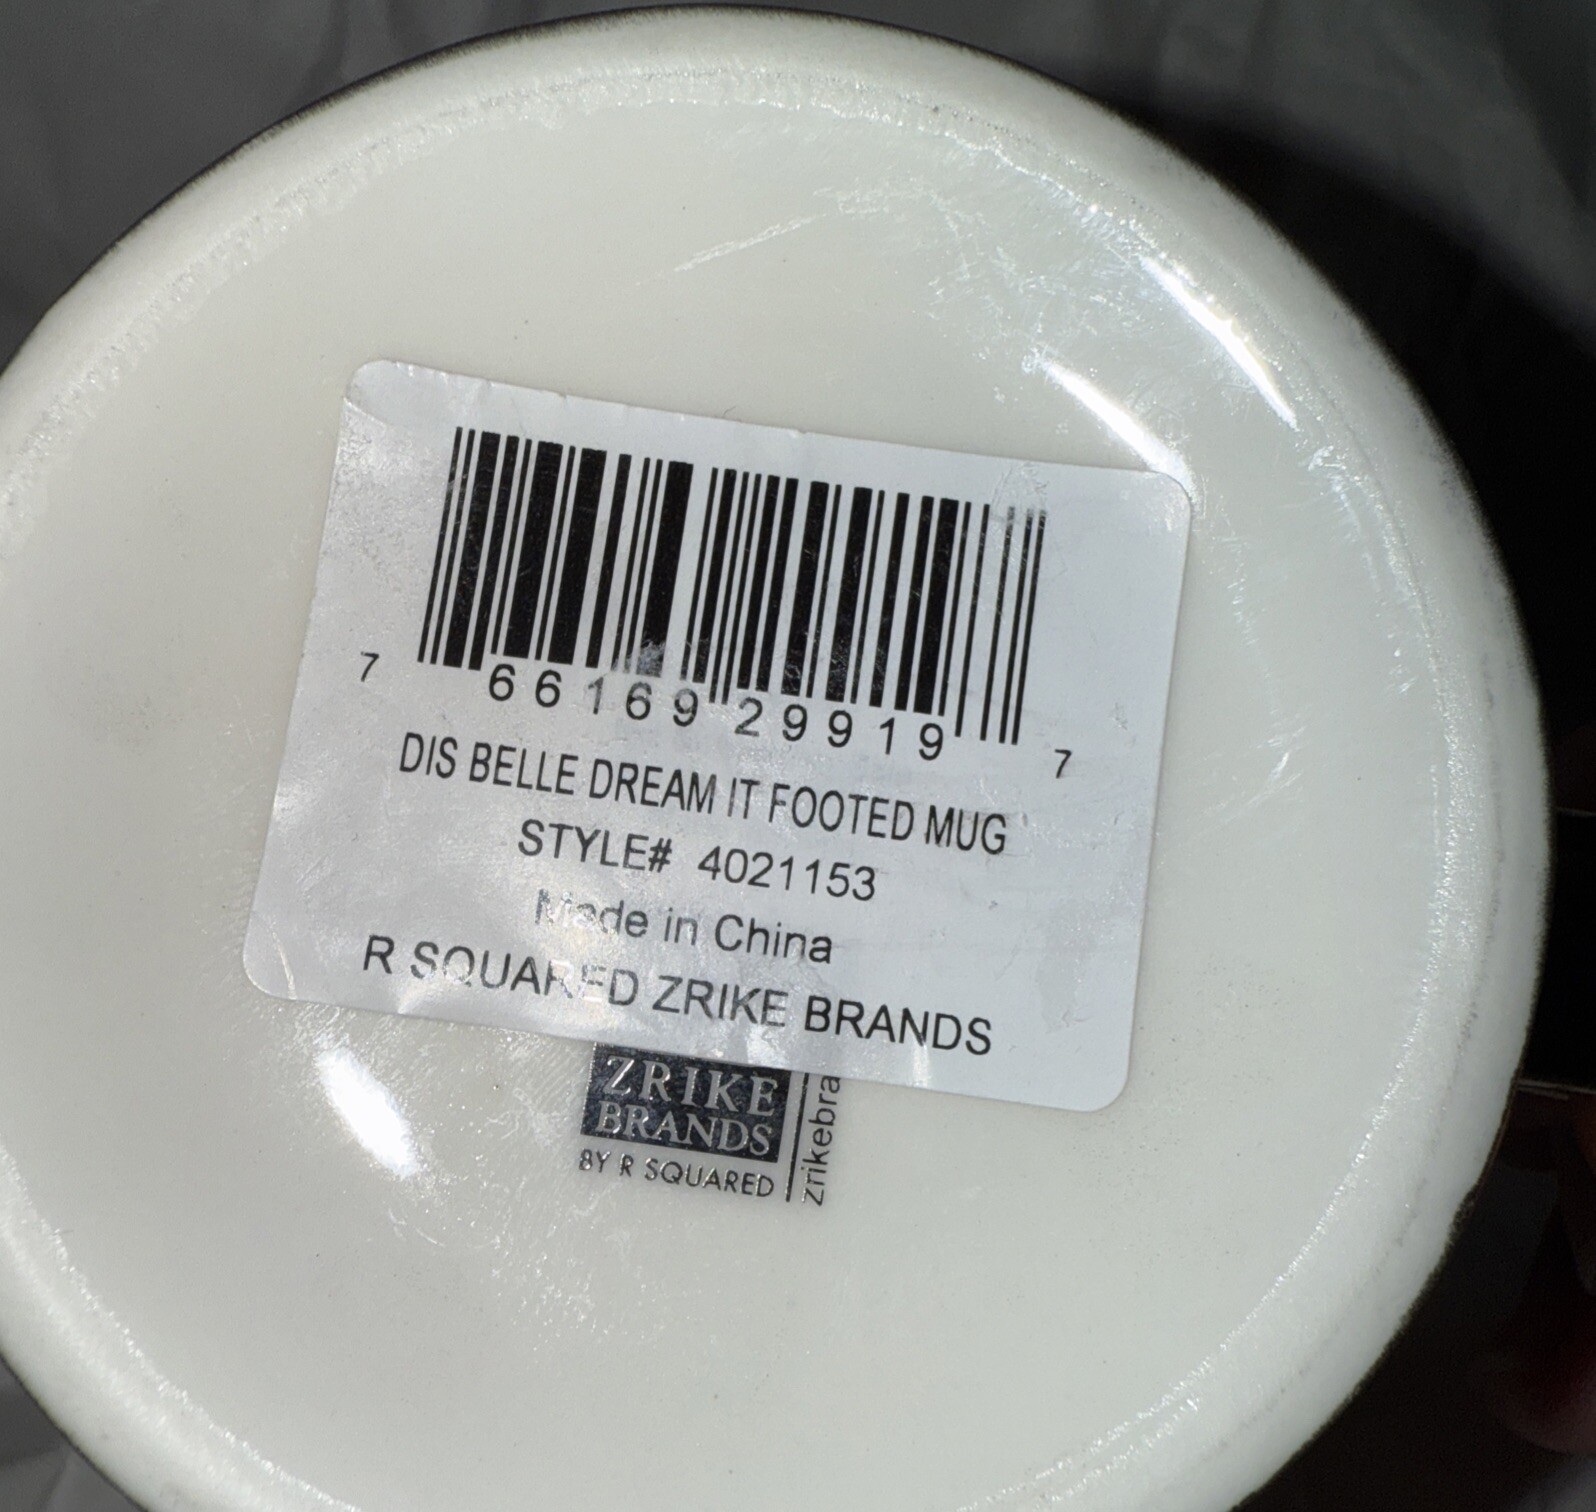 7 66169 29919 7
DIS BELLE DREAM IT FOOTED MUG
STYLE# 4021153
Made in China
R SQUARED ZRIKE BRANDS
ZRIKE
BRANDS
BY R SQUARED
zrikebra